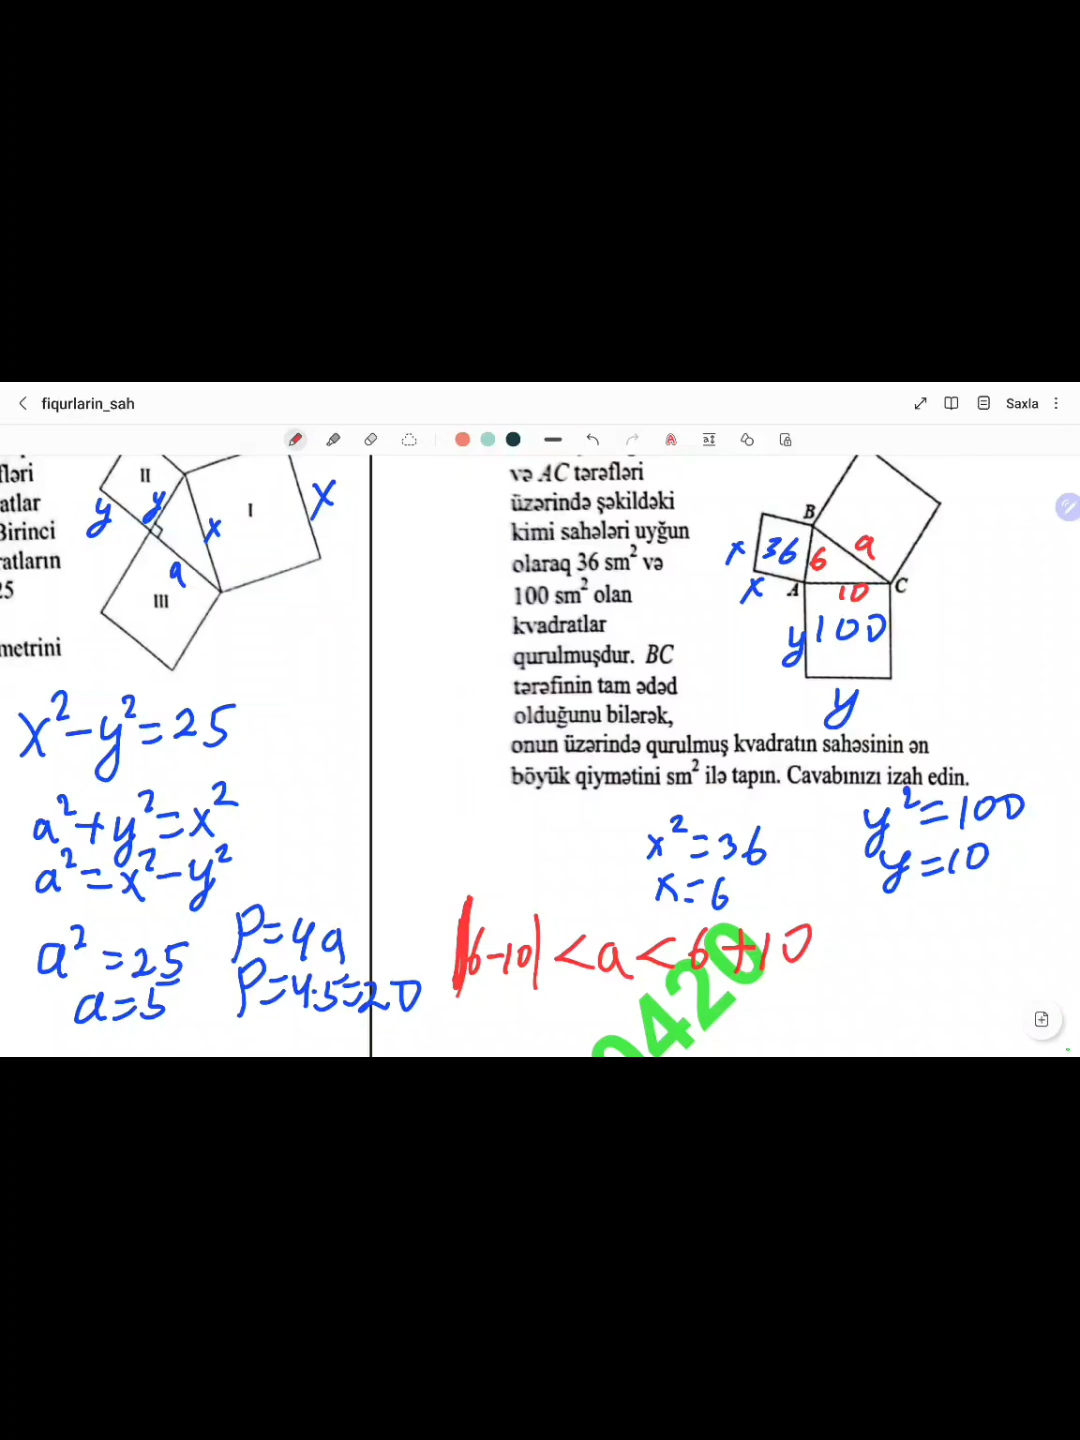 fiqurlarin_sah
Saxla
fləri
atlar
Birinci
ratların
25
metrini
II
I
III
y
y
x
x
a
x²-y²=25
a²+y²=x²
a²=x²-y²
a²=25
a=5
P=4a
P=4·5=20
və AC tərəfləri
üzərində şəkildəki
kimi sahələri uyğun
olaraq 36 sm² və
100 sm² olan
kvadratlar
qurulmuşdur. BC
tərəfinin tam ədəd
olduğunu bilərək,
onun üzərində qurulmuş kvadratın sahəsinin ən
böyük qiymətini sm² ilə tapın. Cavabınızı izah edin.
B
x 36 6 a
x A 10 C
y 100
y
x²=36
x=6
y²=100
y=10
|6-10|<a<6+10
0420